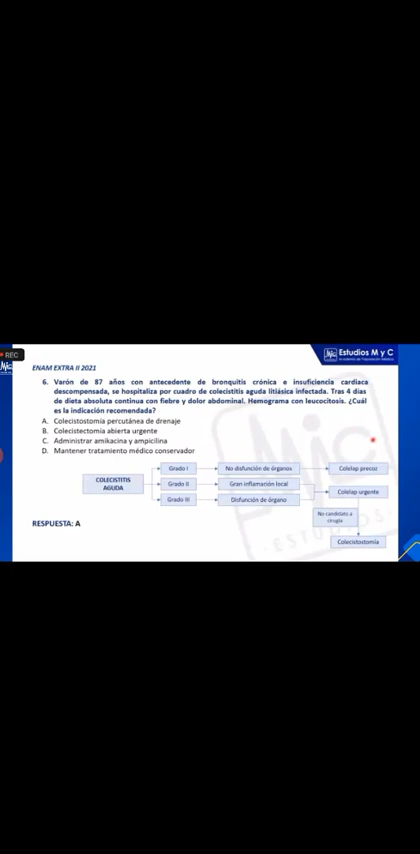 REC
MyC Estudios M y C
ENAM EXTRA II 2021
6. Varón de 87 años con antecedente de bronquitis crónica e insuficiencia cardiaca
descompensada, se hospitaliza por cuadro de colecistitis aguda litiásica infectada. Tras 4 días
de dieta absoluta continua con fiebre y dolor abdominal. Hemograma con leucocitosis. ¿Cuál
es la indicación recomendada?
A. Colecistostomía percutánea de drenaje
B. Colecistectomía abierta urgente
C. Administrar amikacina y ampicilina
D. Mantener tratamiento médico conservador
COLECISTITIS
AGUDA
Grado I
No disfunción de órganos
Colelap precoz
Grado II
Gran inflamación local
Colelap urgente
Grado III
Disfunción de órgano
No candidato a
cirugía
Colecistostomía
RESPUESTA: A
MyC
ESTUDIOS